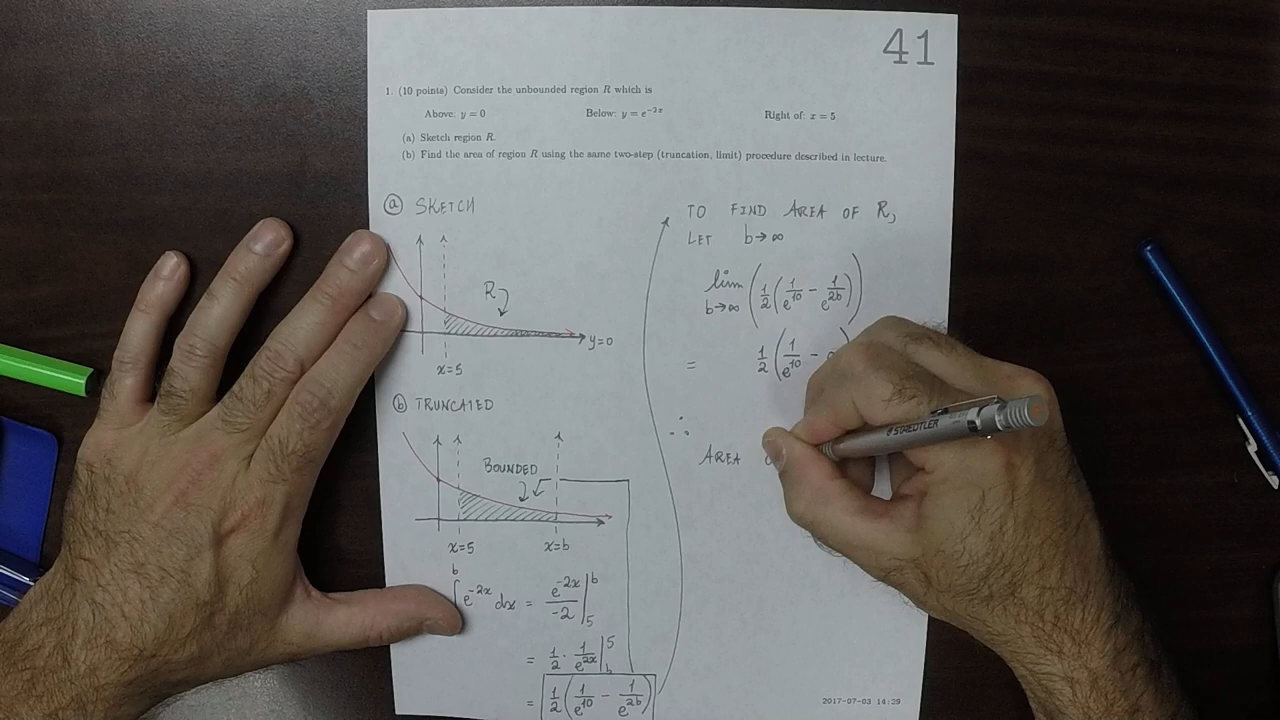 41
1. (10 points) Consider the unbounded region R which is
Above: y = 0 Below: y = e^{-2x} Right of: x = 5
(a) Sketch region R.
(b) Find the area of region R using the same two-step (truncation, limit) procedure described in lecture.
ⓐ SKETCH
R
y=0
x=5
ⓑ TRUNCATED
BOUNDED
x=5 x=b
∫^b e^{-2x} dx = e^{-2x}/-2 |_5^b
= 1/2 · 1/e^{2x} |_b^5
= 1/2 (1/e^{10} - 1/e^{2b})
TO FIND AREA OF R,
LET b→∞
lim b→∞ (1/2 (1/e^{10} - 1/e^{2b}))
= 1/2 (1/e^{10} -
∴
AREA
STAEDTLER
2017-07-03 14:29